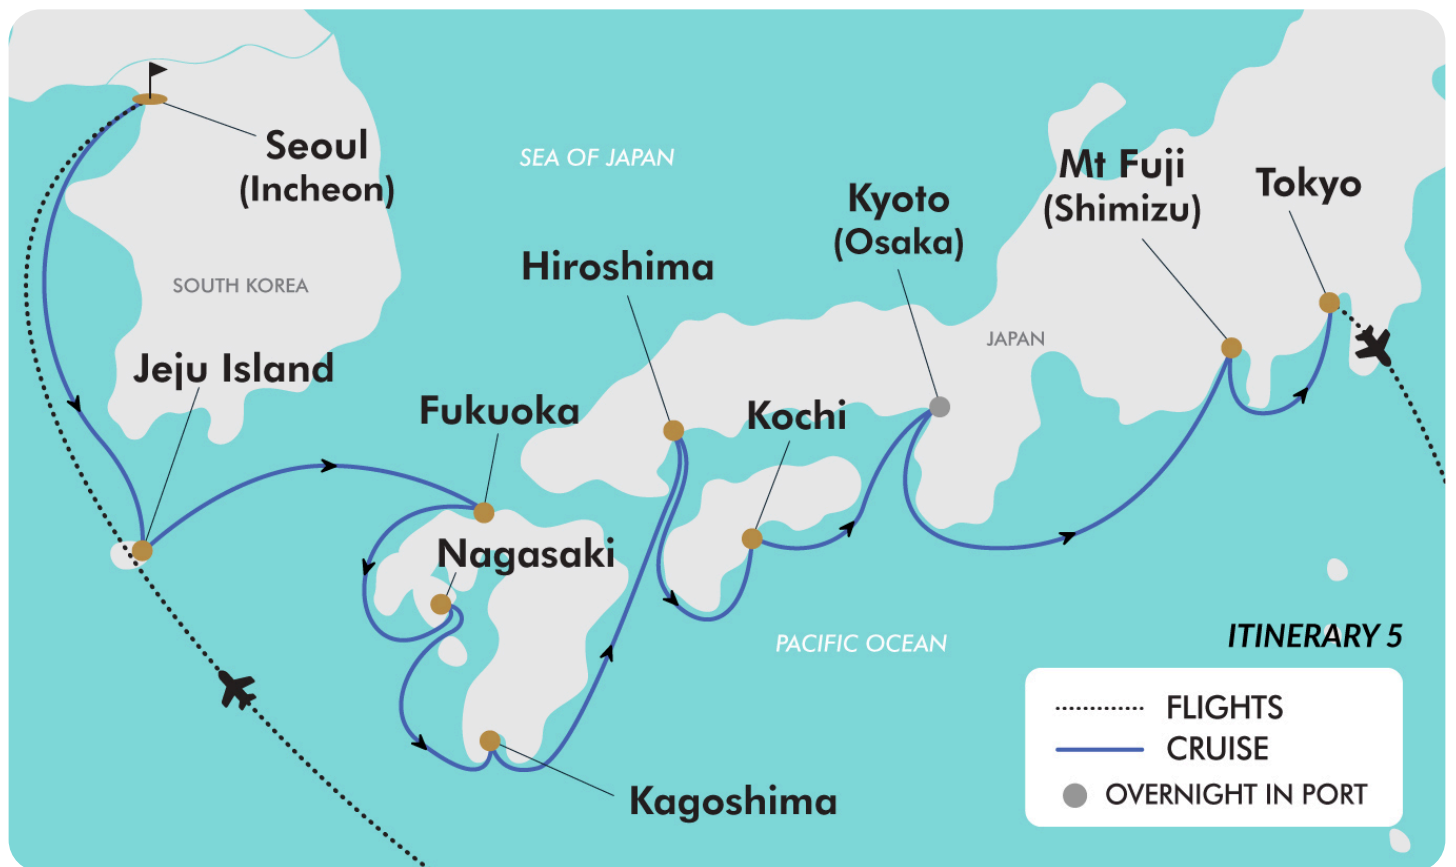 Seoul
(Incheon)
SEA OF JAPAN
Mt Fuji
(Shimizu)
Tokyo
Kyoto
(Osaka)
Hiroshima
SOUTH KOREA
JAPAN
Jeju Island
Fukuoka
Kochi
Nagasaki
PACIFIC OCEAN
Kagoshima
ITINERARY 5
FLIGHTS
CRUISE
OVERNIGHT IN PORT